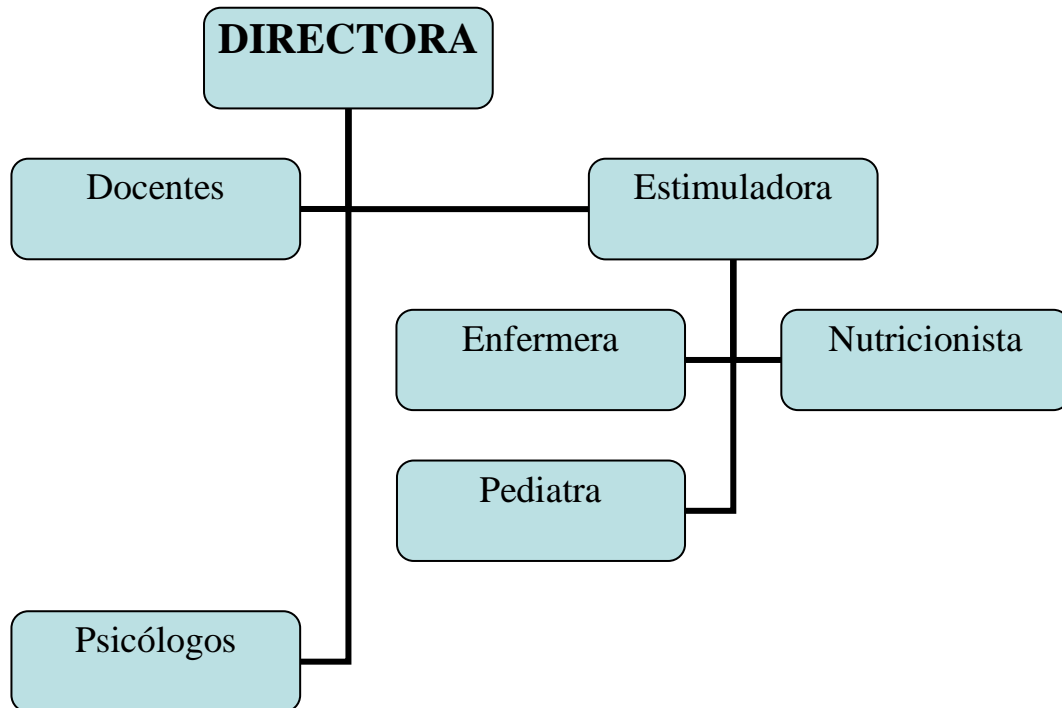 DIRECTORA
Docentes
Estimuladora
Enfermera
Nutricionista
Pediatra
Psicólogos